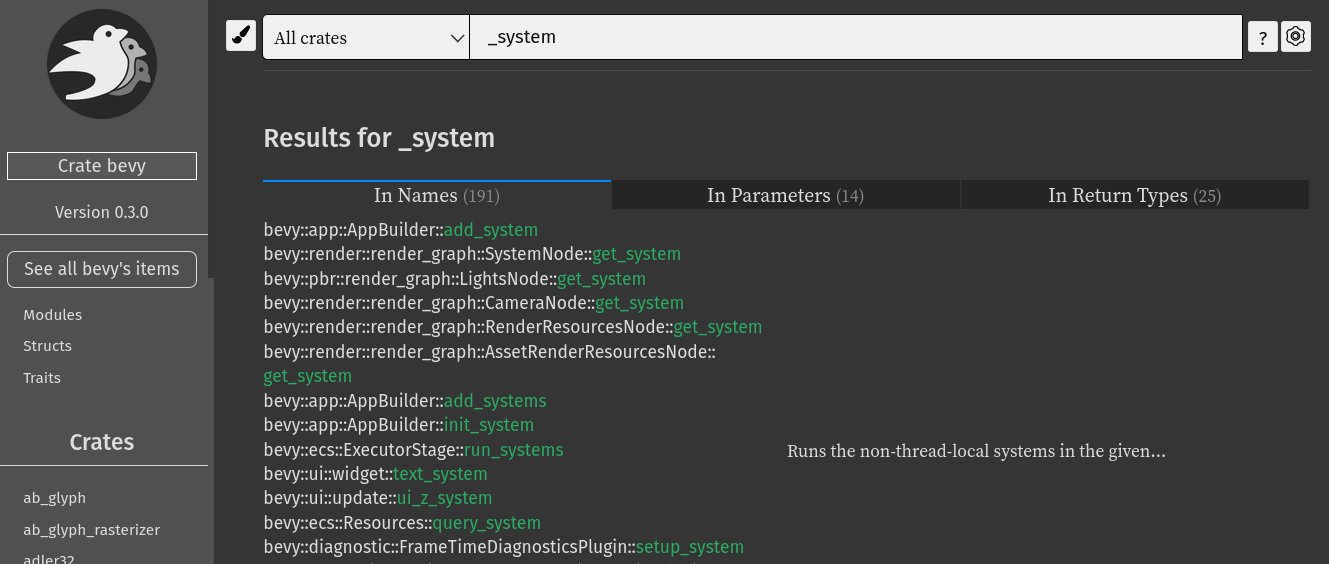 All crates
_system
?
Crate bevy
Version 0.3.0
See all bevy's items
Modules
Structs
Traits
Crates
ab_glyph
ab_glyph_rasterizer
adler32
Results for _system
In Names (191)
In Parameters (14)
In Return Types (25)
bevy::app::AppBuilder::add_system
bevy::render::render_graph::SystemNode::get_system
bevy::pbr::render_graph::LightsNode::get_system
bevy::render::render_graph::CameraNode::get_system
bevy::render::render_graph::RenderResourcesNode::get_system
bevy::render::render_graph::AssetRenderResourcesNode::
get_system
bevy::app::AppBuilder::add_systems
bevy::app::AppBuilder::init_system
bevy::ecs::ExecutorStage::run_systems
Runs the non-thread-local systems in the given…
bevy::ui::widget::text_system
bevy::ui::update::ui_z_system
bevy::ecs::Resources::query_system
bevy::diagnostic::FrameTimeDiagnosticsPlugin::setup_system